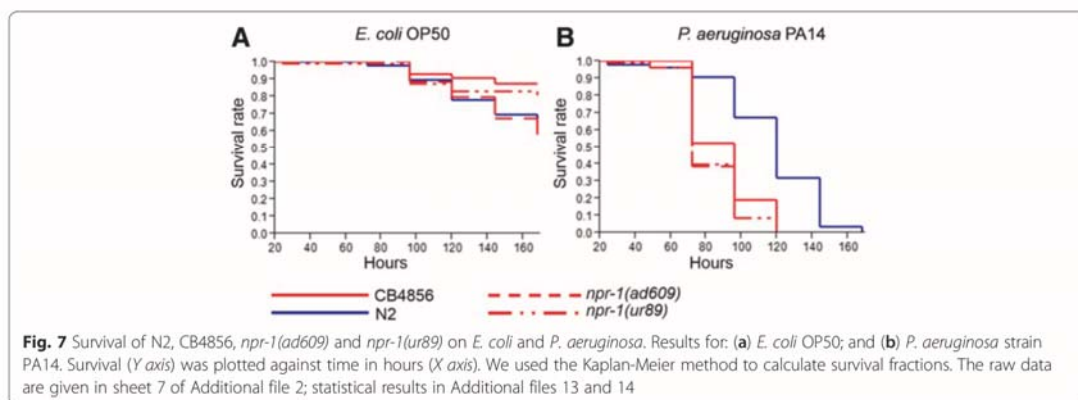 A
E. coli OP50
B
P. aeruginosa PA14
Survival rate
1.0
0.9
0.8
0.7
0.6
0.5
0.4
0.3
0.2
0.1
0.0
20 40 60 80 100 120 140 160
Hours
Survival rate
1.0
0.9
0.8
0.7
0.6
0.5
0.4
0.3
0.2
0.1
0.0
20 40 60 80 100 120 140 160
Hours
CB4856
N2
npr-1(ad609)
npr-1(ur89)
Fig. 7 Survival of N2, CB4856, npr-1(ad609) and npr-1(ur89) on E. coli and P. aeruginosa. Results for: (a) E. coli OP50; and (b) P. aeruginosa strain
PA14. Survival (Y axis) was plotted against time in hours (X axis). We used the Kaplan-Meier method to calculate survival fractions. The raw data
are given in sheet 7 of Additional file 2; statistical results in Additional files 13 and 14